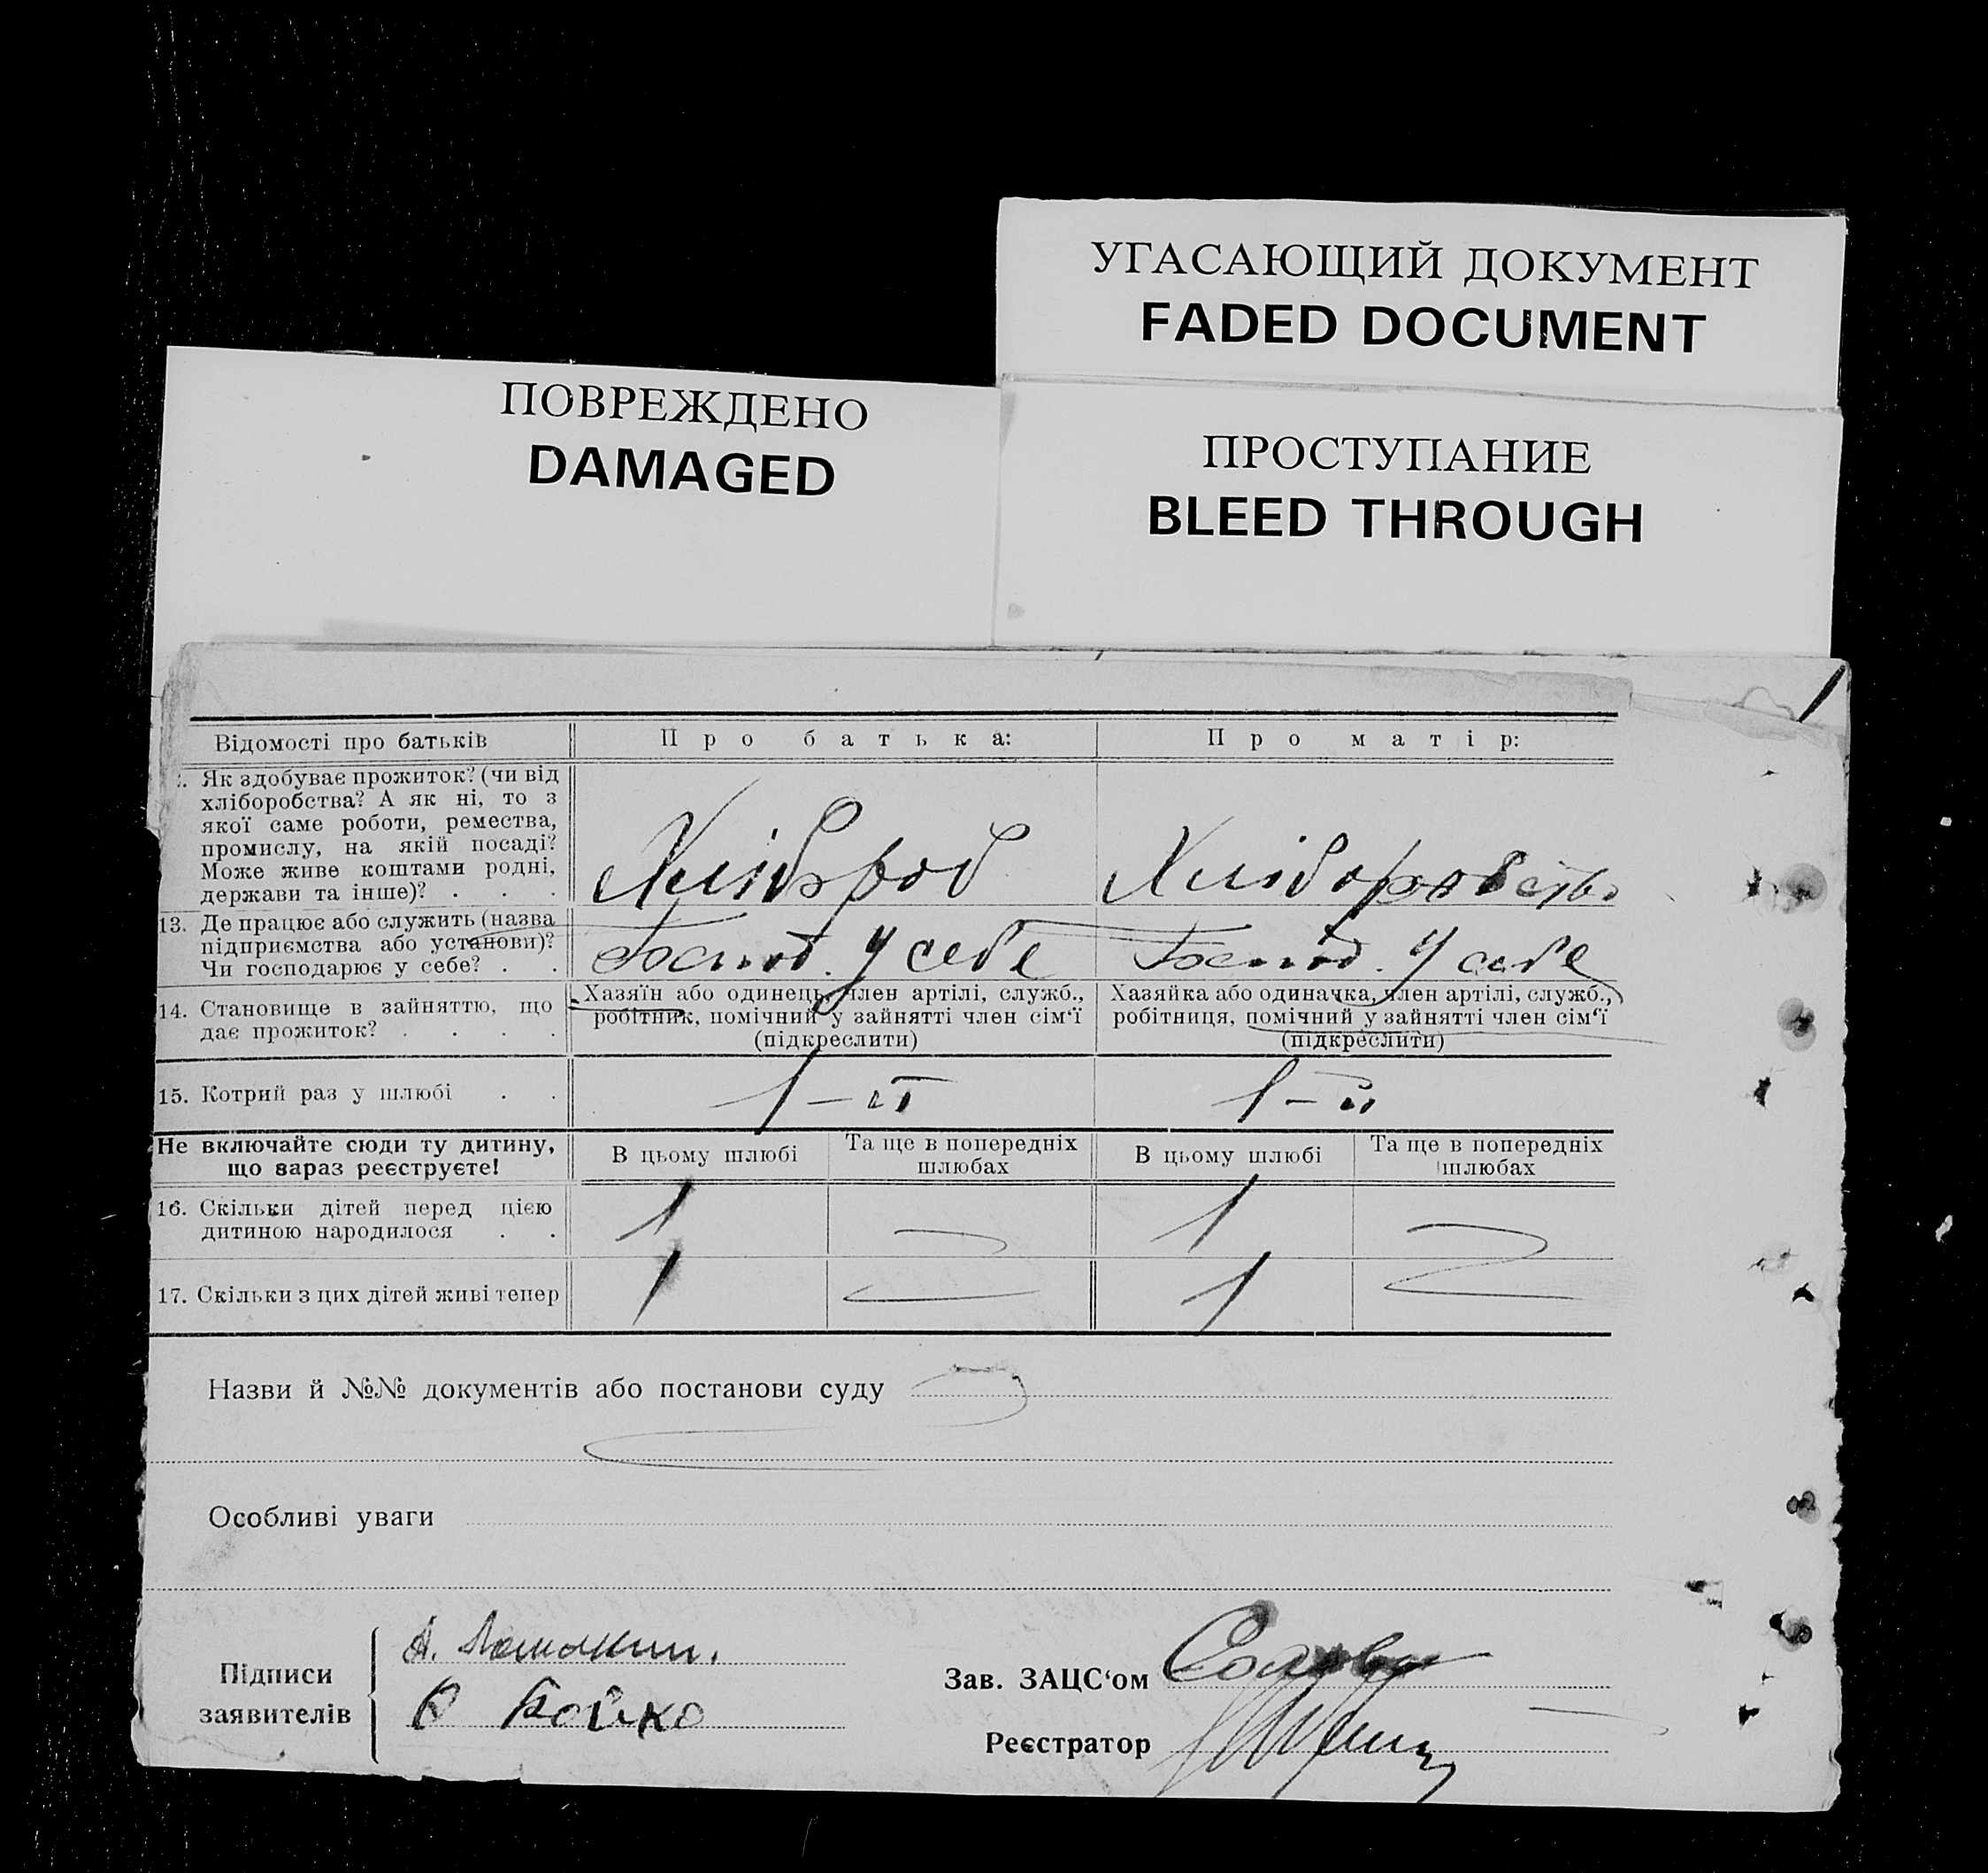 УГАСАЮЩИЙ ДОКУМЕНТ
FADED DOCUMENT
ПОВРЕЖДЕНО
DAMAGED
ПРОСТУПАНИЕ
BLEED THROUGH
Відомості про батьків
Про батька:
Про матір:
Як здобуває прожиток? (чи від
хліборобства? А як ні, то з
якої саме роботи, ремества,
промислу, на якій посаді?
Може живе коштами родні,
держави та інше)? . . .
Хлібороб
Хліборобство
13. Де працює або служить (назва
підприємства або установи)?
Чи господарює у себе? . .
Господ. у себе
Господ. у себе
14. Становище в зайняттю, що
дає прожиток? . . . .
Хазяїн або одинець, член артілі, служб.,
робітник, помічний у зайнятті член сім'ї
(підкреслити)
Хазяйка або одиначка, член артілі, служб.,
робітниця, помічний у зайнятті член сім'ї
(підкреслити)
15. Котрий раз у шлюбі . .
1-й
1-й
Не включайте сюди ту дитину,
що зараз реєструєте!
В цьому шлюбі
Та ще в попередніх
шлюбах
В цьому шлюбі
Та ще в попередніх
шлюбах
16. Скільки дітей перед цією
дитиною народилося . .
1
1
17. Скільки з цих дітей живі тепер
1
1
Назви й №№ документів або постанови суду
Особливі уваги
Підписи
заявителів
А.
Бойко
Зав. ЗАЦС'ом
Реєстратор